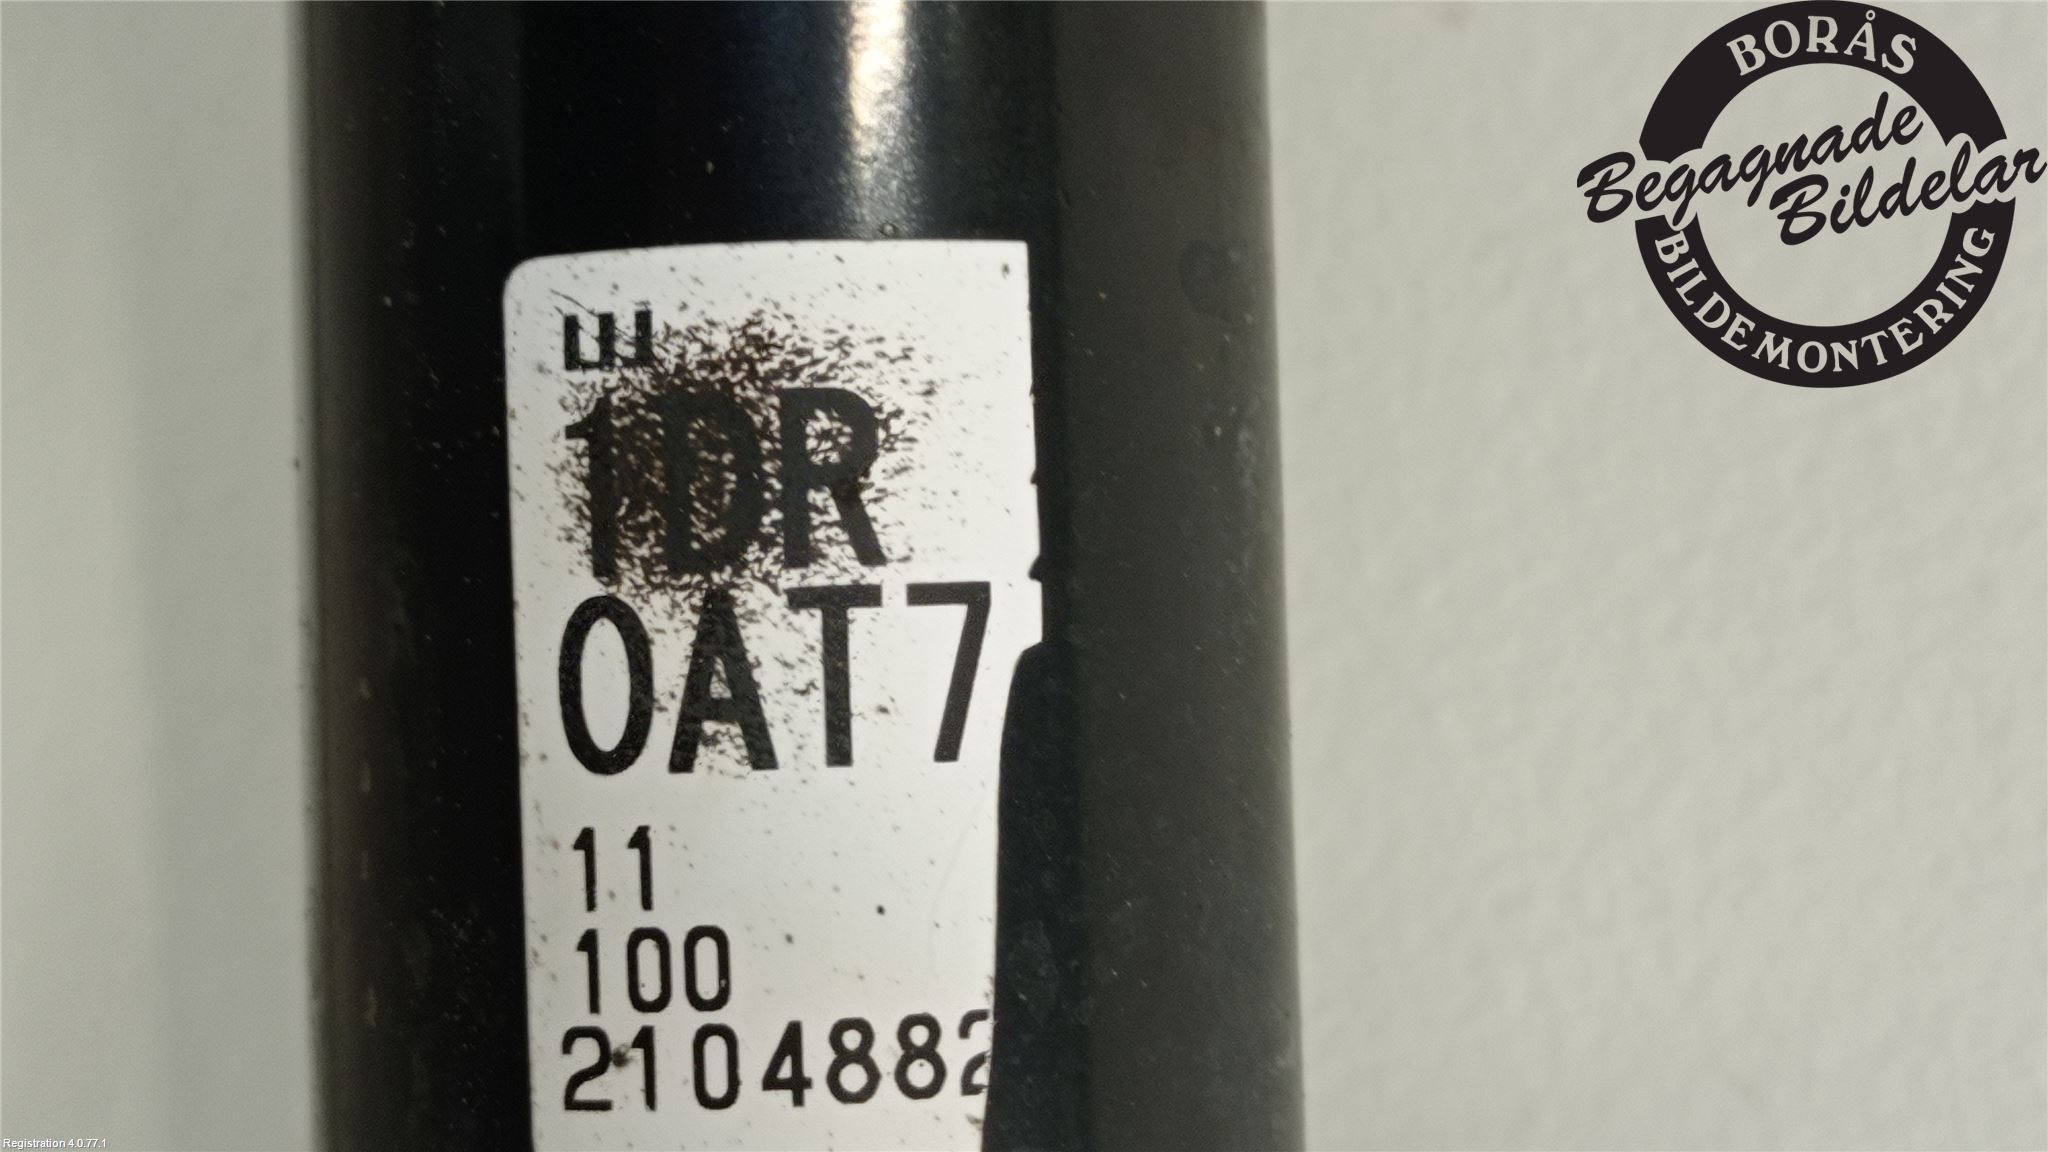 BORÅS
Begagnade
Bildelar
BILDEMONTERING
1DR
0AT7
11
100
2104882
Registration 4.0.77.1